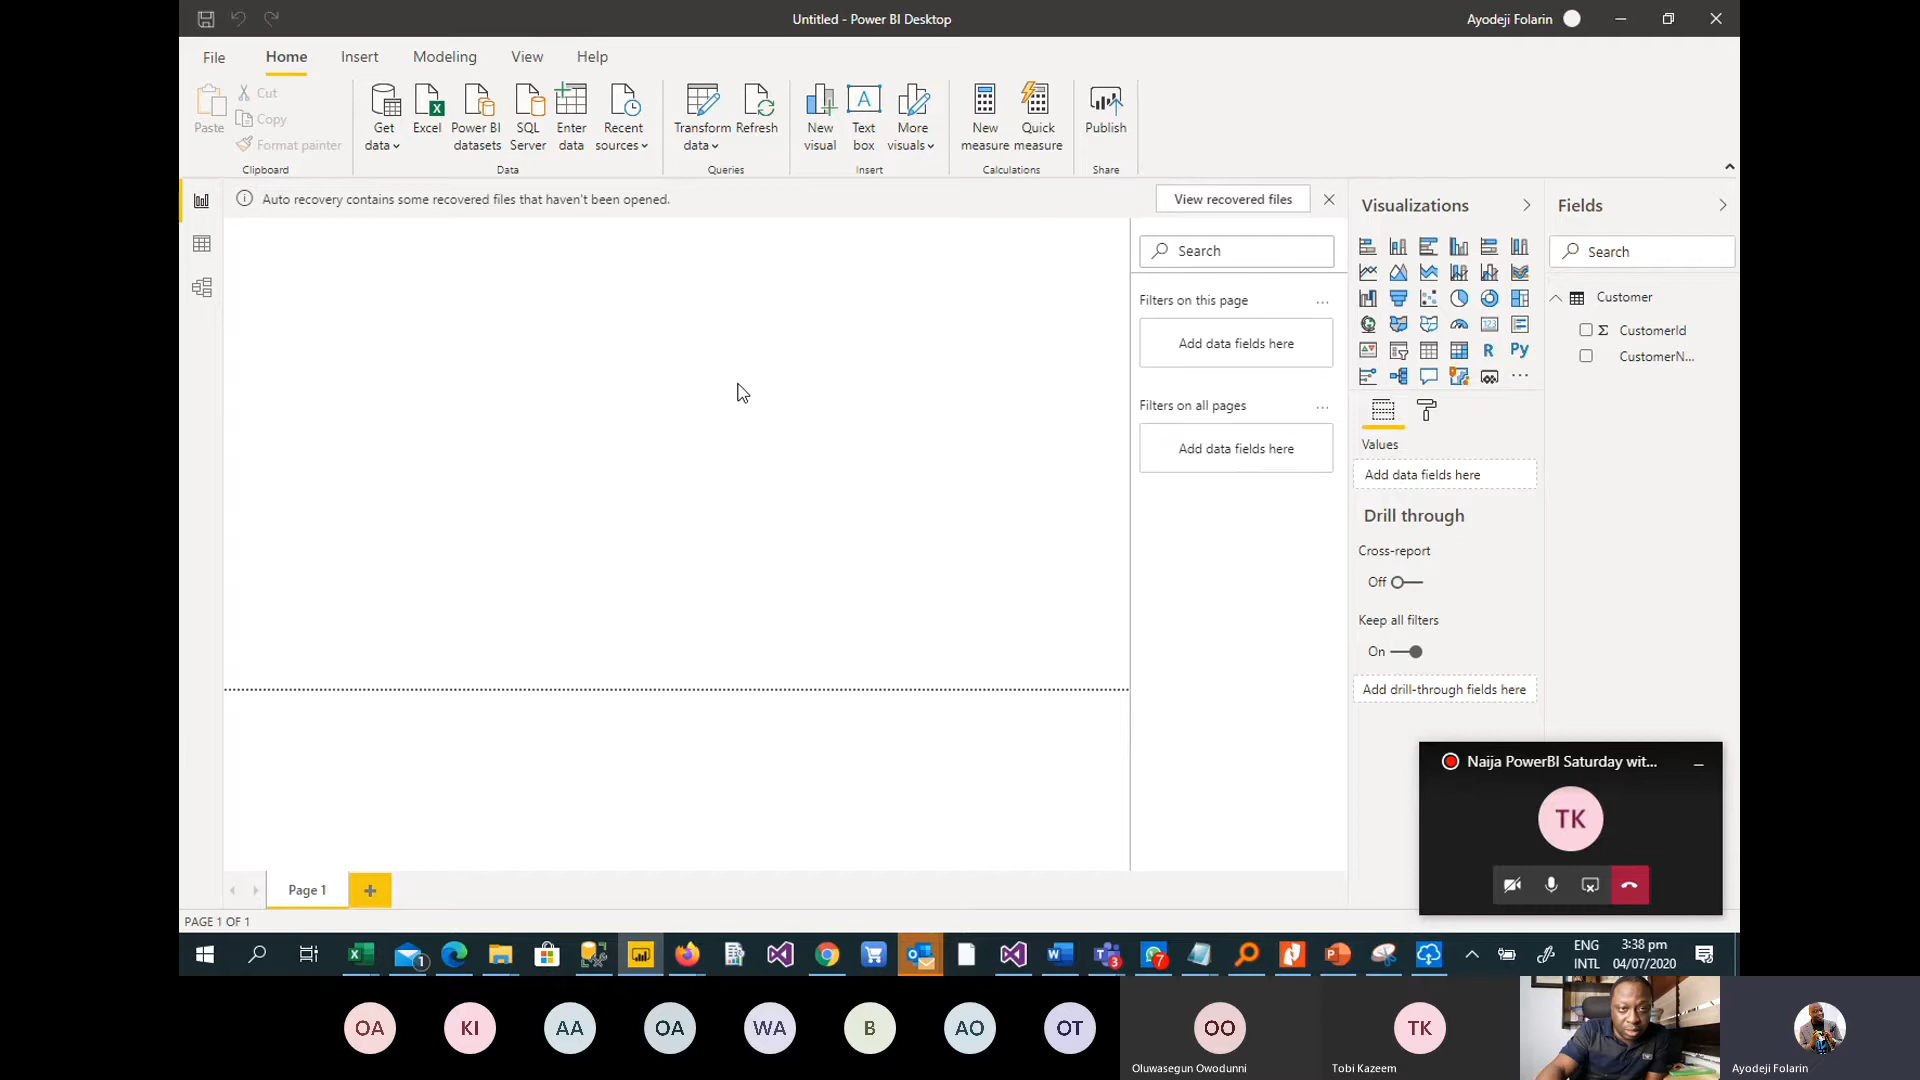 Untitled - Power BI Desktop
Ayodeji Folarin
File
Home
Insert
Modeling
View
Help
Paste
Cut
Copy
Format painter
Clipboard
Get data
Excel
Power BI datasets
SQL Server
Enter data
Recent sources
Data
Transform data
Refresh
Queries
New visual
Text box
More visuals
Insert
New measure
Quick measure
Calculations
Publish
Share
Auto recovery contains some recovered files that haven't been opened.
View recovered files
Search
Filters on this page
...
Add data fields here
Filters on all pages
...
Add data fields here
Visualizations
R
Py
123
...
Values
Add data fields here
Drill through
Cross-report
Off
Keep all filters
On
Add drill-through fields here
Fields
Search
Customer
Σ CustomerId
CustomerN...
Naija PowerBI Saturday wit...
TK
Page 1
PAGE 1 OF 1
1
3
7
ENG
INTL
3:38 pm
04/07/2020
OA
KI
AA
OA
WA
B
AO
OT
OO
Oluwasegun Owodunni
TK
Tobi Kazeem
Ayodeji Folarin